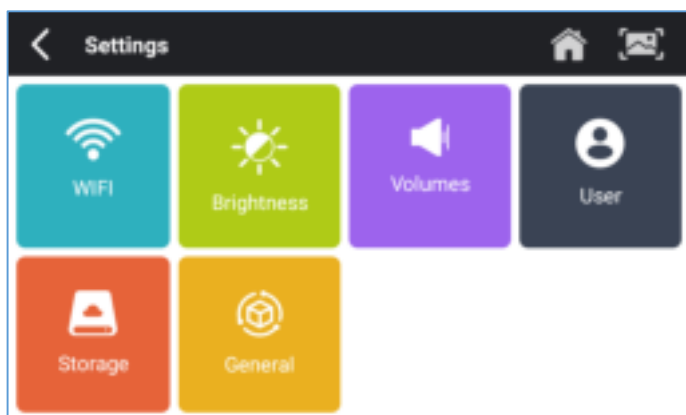 Settings
WIFI
Brightness
Volumes
User
Storage
General